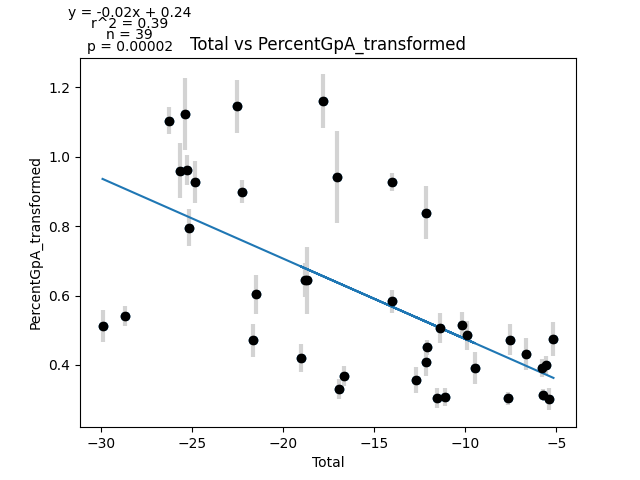 y = -0.02x + 0.24
r^2 = 0.39
n = 39
p = 0.00002
Total vs PercentGpA_transformed
PercentGpA_transformed
1.2
1.0
0.8
0.6
0.4
−30
−25
−20
−15
−10
−5
Total